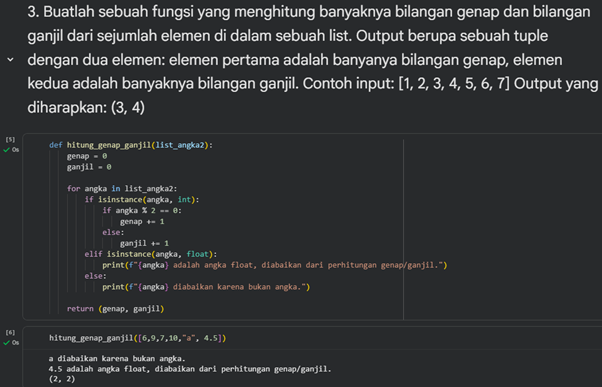 3. Buatlah sebuah fungsi yang menghitung banyaknya bilangan genap dan bilangan
ganjil dari sejumlah elemen di dalam sebuah list. Output berupa sebuah tuple
dengan dua elemen: elemen pertama adalah banyanya bilangan genap, elemen
kedua adalah banyaknya bilangan ganjil. Contoh input: [1, 2, 3, 4, 5, 6, 7] Output yang
diharapkan: (3, 4)
[5]
0s
def hitung_genap_ganjil(list_angka2):
    genap = 0
    ganjil = 0
    for angka in list_angka2:
        if isinstance(angka, int):
            if angka % 2 == 0:
                genap += 1
            else:
                ganjil += 1
        elif isinstance(angka, float):
            print(f"{angka} adalah angka float, diabaikan dari perhitungan genap/ganjil.")
        else:
            print(f"{angka} diabaikan karena bukan angka.")
    return (genap, ganjil)
[6]
0s
hitung_genap_ganjil([6,9,7,10,"a", 4.5])
a diabaikan karena bukan angka.
4.5 adalah angka float, diabaikan dari perhitungan genap/ganjil.
(2, 2)